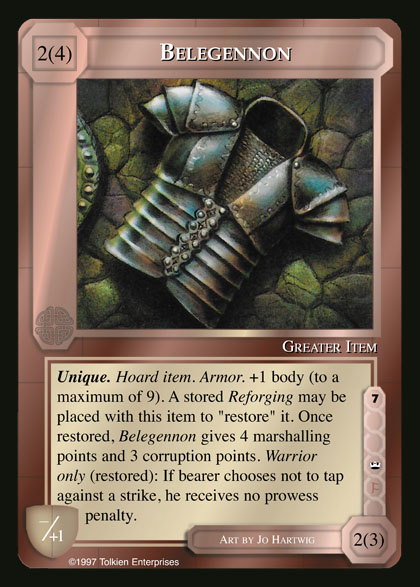 2(4)
BELEGENNON
GREATER ITEM
Unique. Hoard item. Armor. +1 body (to a
maximum of 9). A stored Reforging may be
placed with this item to "restore" it. Once
restored, Belegennon gives 4 marshalling
points and 3 corruption points. Warrior
only (restored): If bearer chooses not to tap
against a strike, he receives no prowess
penalty.
7
–/+1
ART BY JO HARTWIG
2(3)
©1997 Tolkien Enterprises